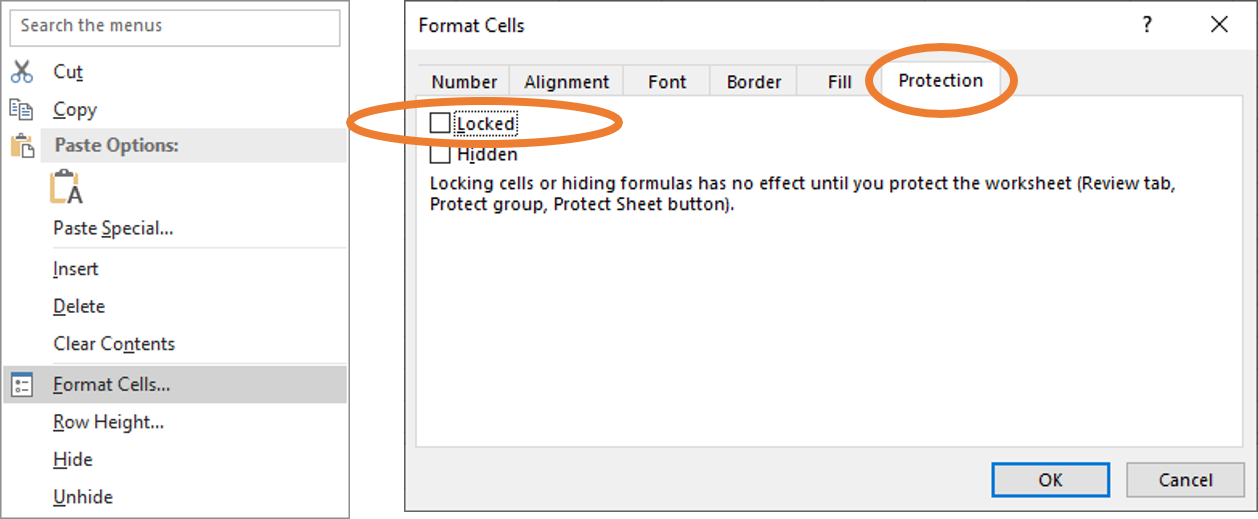 Search the menus
Cut
Copy
Paste Options:
A
Paste Special...
Insert
Delete
Clear Contents
Format Cells...
Row Height...
Hide
Unhide
Format Cells
?
Number Alignment Font Border Fill Protection
Locked
Hidden
Locking cells or hiding formulas has no effect until you protect the worksheet (Review tab,
Protect group, Protect Sheet button).
OK Cancel